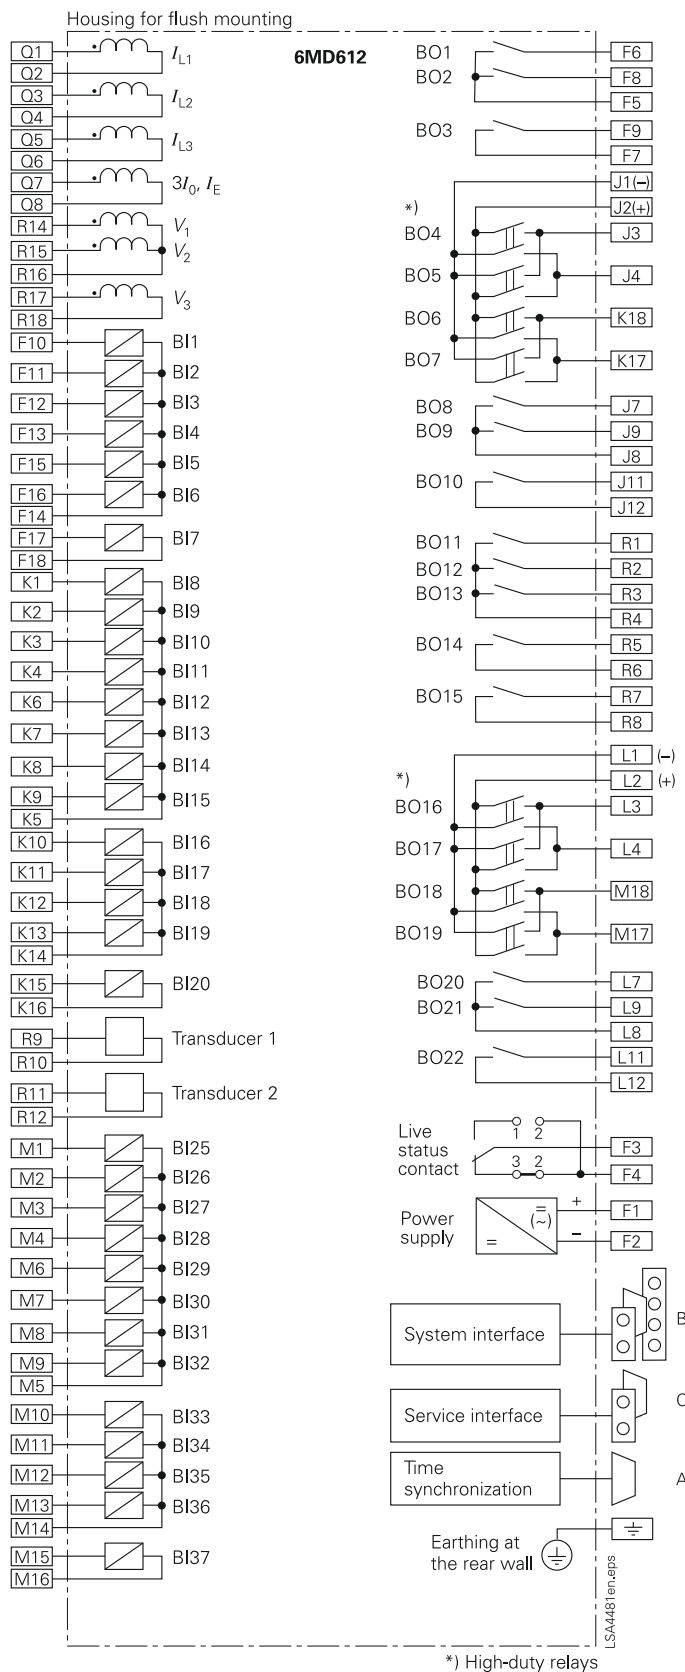 Housing for flush mounting
6MD612
Q1
Q2
I L1
Q3
Q4
I L2
Q5
Q6
I L3
Q7
Q8
3I0, I E
R14
V1
R15
V2
R16
R17
V3
R18
F10 BI1
F11 BI2
F12 BI3
F13 BI4
F15 BI5
F16 BI6
F14
F17 BI7
F18
K1 BI8
K2 BI9
K3 BI10
K4 BI11
K6 BI12
K7 BI13
K8 BI14
K9 BI15
K5
K10 BI16
K11 BI17
K12 BI18
K13 BI19
K14
K15 BI20
K16
R9 Transducer 1
R10
R11 Transducer 2
R12
M1 BI25
M2 BI26
M3 BI27
M4 BI28
M6 BI29
M7 BI30
M8 BI31
M9 BI32
M5
M10 BI33
M11 BI34
M12 BI35
M13 BI36
M14
M15 BI37
M16
BO1 F6
BO2 F8
F5
BO3 F9
F7
J1(–)
*) J2(+)
BO4 J3
BO5 J4
BO6 K18
BO7 K17
BO8 J7
BO9 J9
J8
BO10 J11
J12
BO11 R1
BO12 R2
BO13 R3
R4
BO14 R5
R6
BO15 R7
R8
L1 (–)
*) L2 (+)
BO16 L3
BO17 L4
BO18 M18
BO19 M17
BO20 L7
BO21 L9
L8
BO22 L11
L12
Live
status
contact
1 2
3 2
F3
F4
Power
supply
=
(~)
=
+ F1
– F2
System interface
B
Service interface
C
Time
synchronization
A
Earthing at
the rear wall
LSA4481en.eps
*) High-duty relays